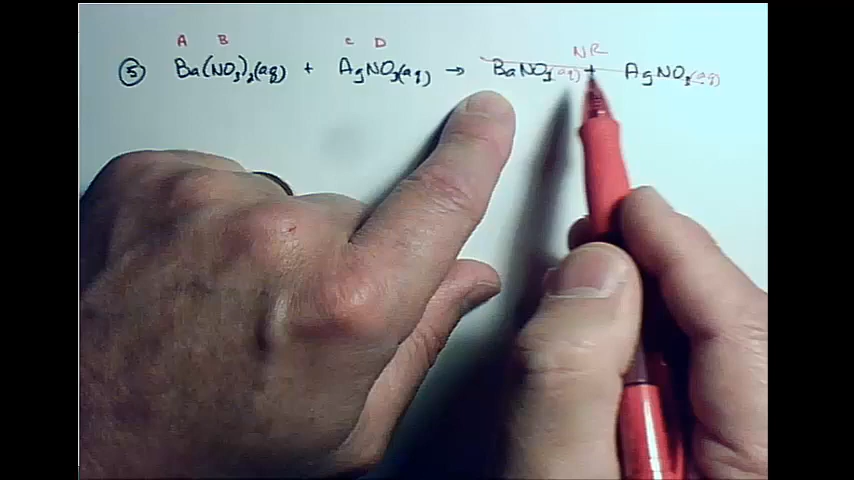 A B C D NR
⑤ Ba(NO₃)₂(aq) + AgNO₃(aq) → BaNO₃(aq) + AgNO₃(aq)